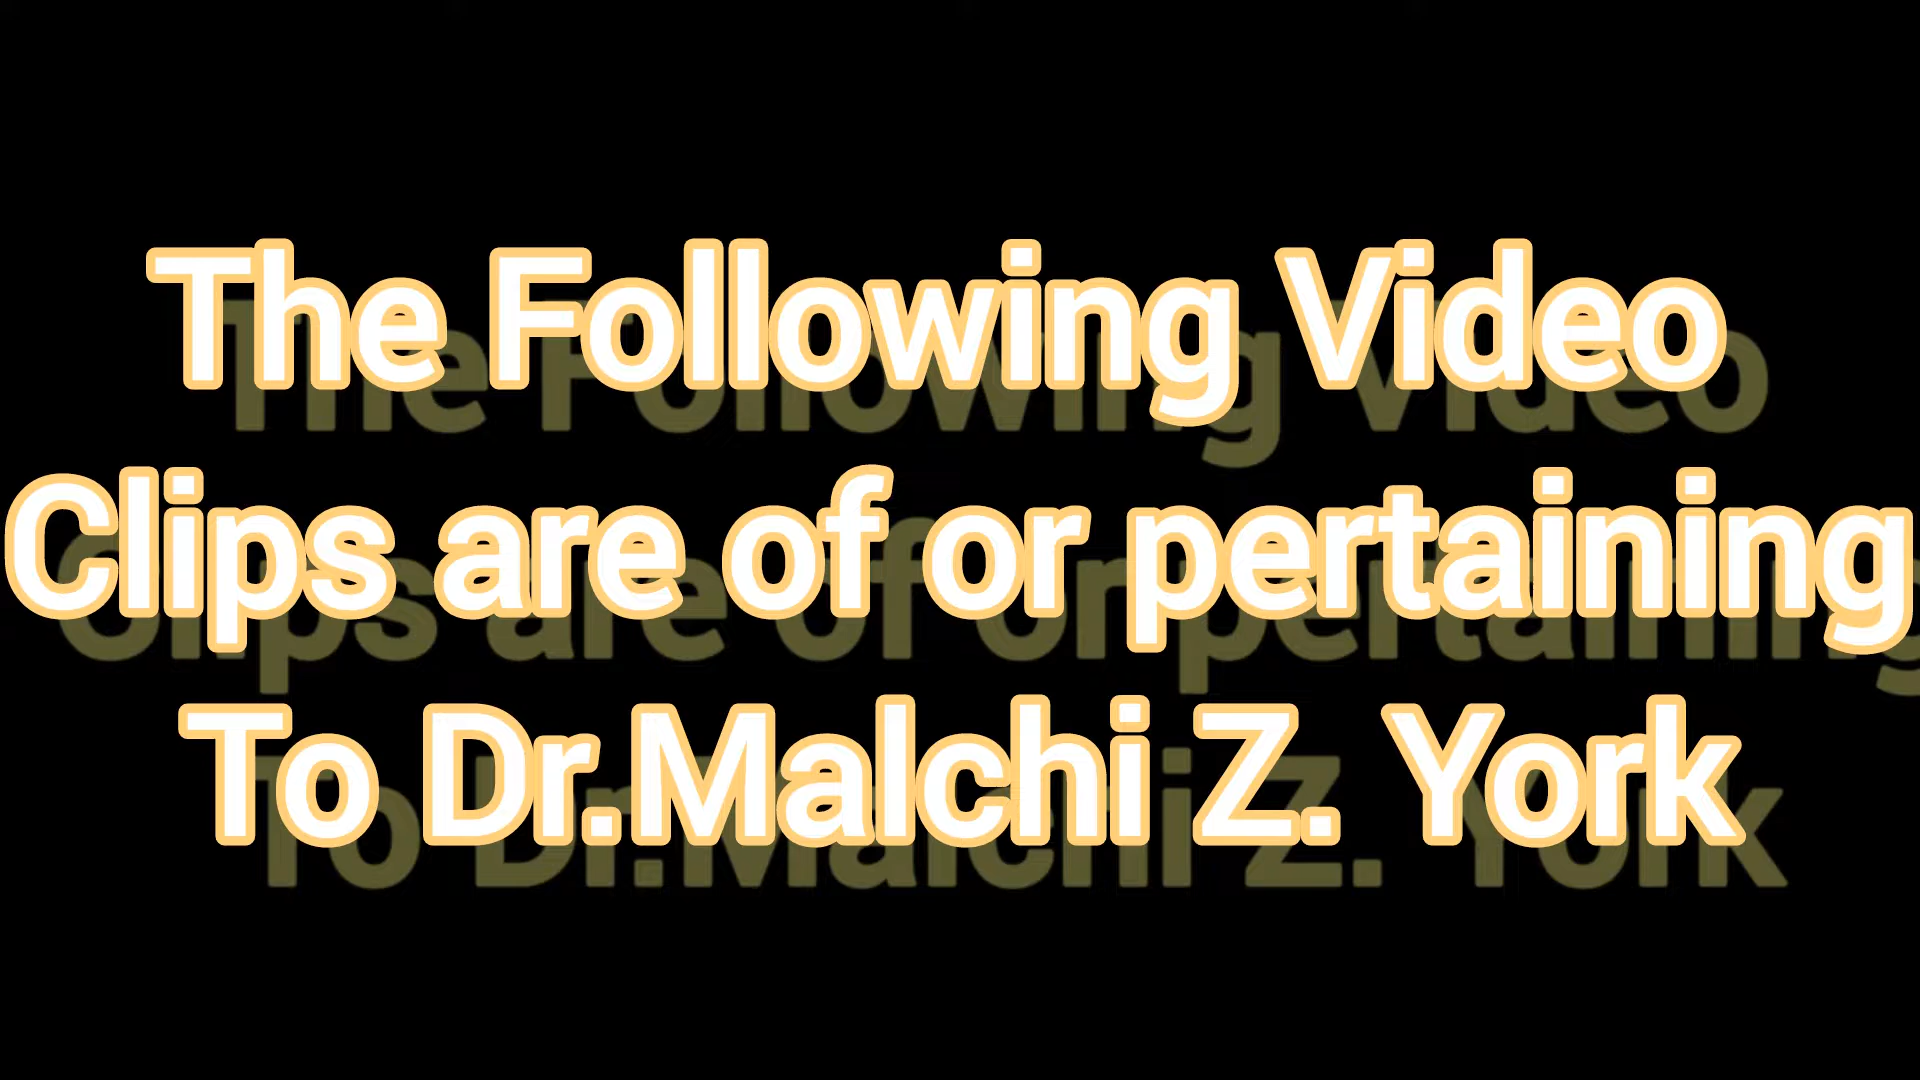 The Following Video
Clips are of or pertaining
To Dr.Malchi Z. York